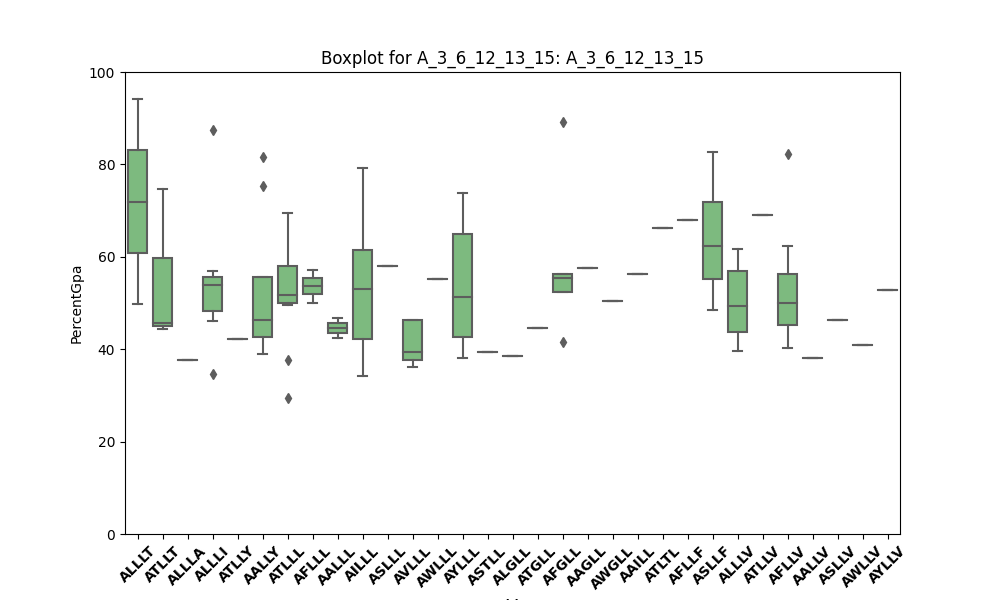 Boxplot for A_3_6_12_13_15: A_3_6_12_13_15
PercentGpa
100
80
60
40
20
0
ALLLT
ATLLT
ALLLA
ALLLI
ATLLY
AALLY
ATLLL
AFLLL
AALLL
AILLL
ASLLL
AVLLL
AWLLL
AYLLL
ASTLL
ALGLL
ATGLL
AFGLL
AAGLL
AWGLL
AAILL
ATLTL
AFLLF
ASLLF
ALLLV
ATLLV
AFLLV
AALLV
ASLLV
AWLLV
AYLLV